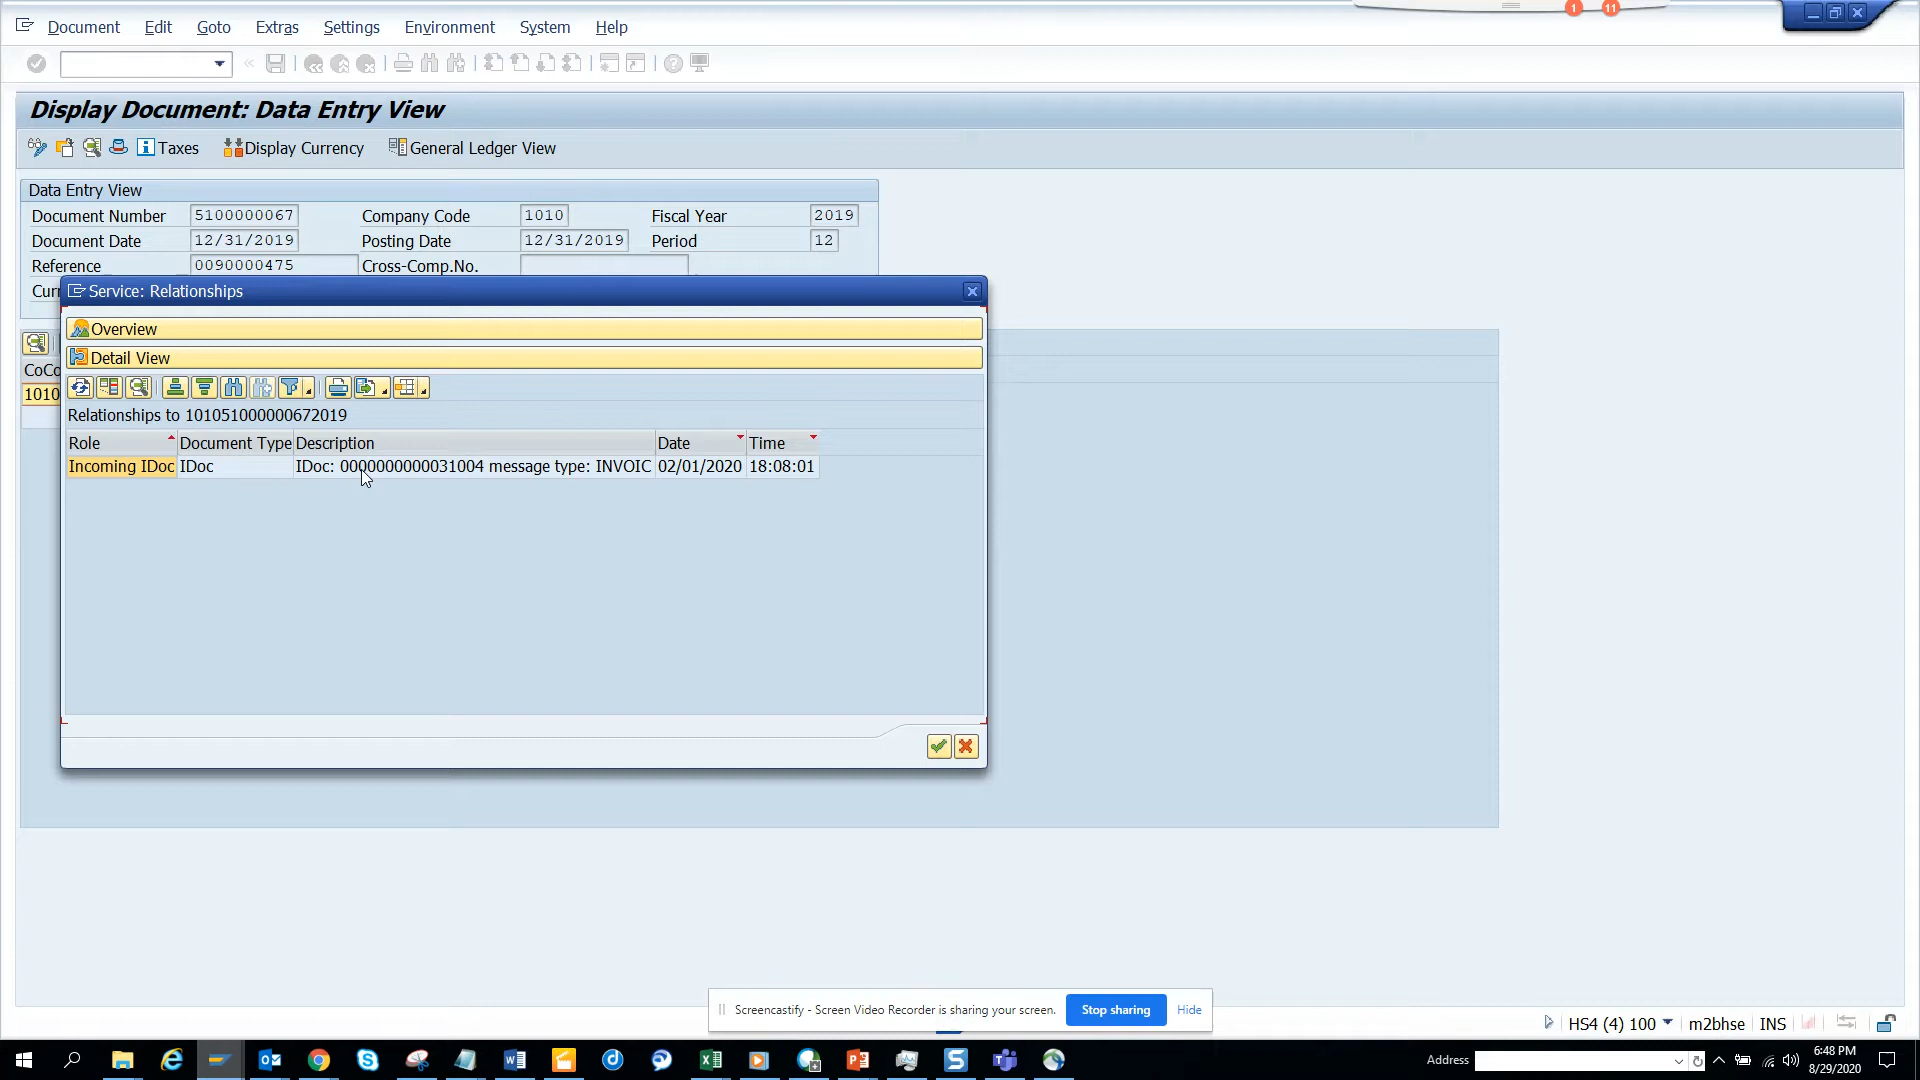 Document Edit Goto Extras Settings Environment System Help
1 11
Display Document: Data Entry View
Taxes Display Currency General Ledger View
Data Entry View
Document Number 5100000067 Company Code 1010 Fiscal Year 2019
Document Date 12/31/2019 Posting Date 12/31/2019 Period 12
Reference 0090000475 Cross-Comp.No.
Curr
Service: Relationships
Overview
Detail View
CoCo
1010
Relationships to 101051000000672019
Role Document Type Description Date Time
Incoming IDoc IDoc IDoc: 0000000000031004 message type: INVOIC 02/01/2020 18:08:01
Screencastify - Screen Video Recorder is sharing your screen. Stop sharing Hide
HS4 (4) 100 m2bhse INS
Address
6:48 PM
8/29/2020